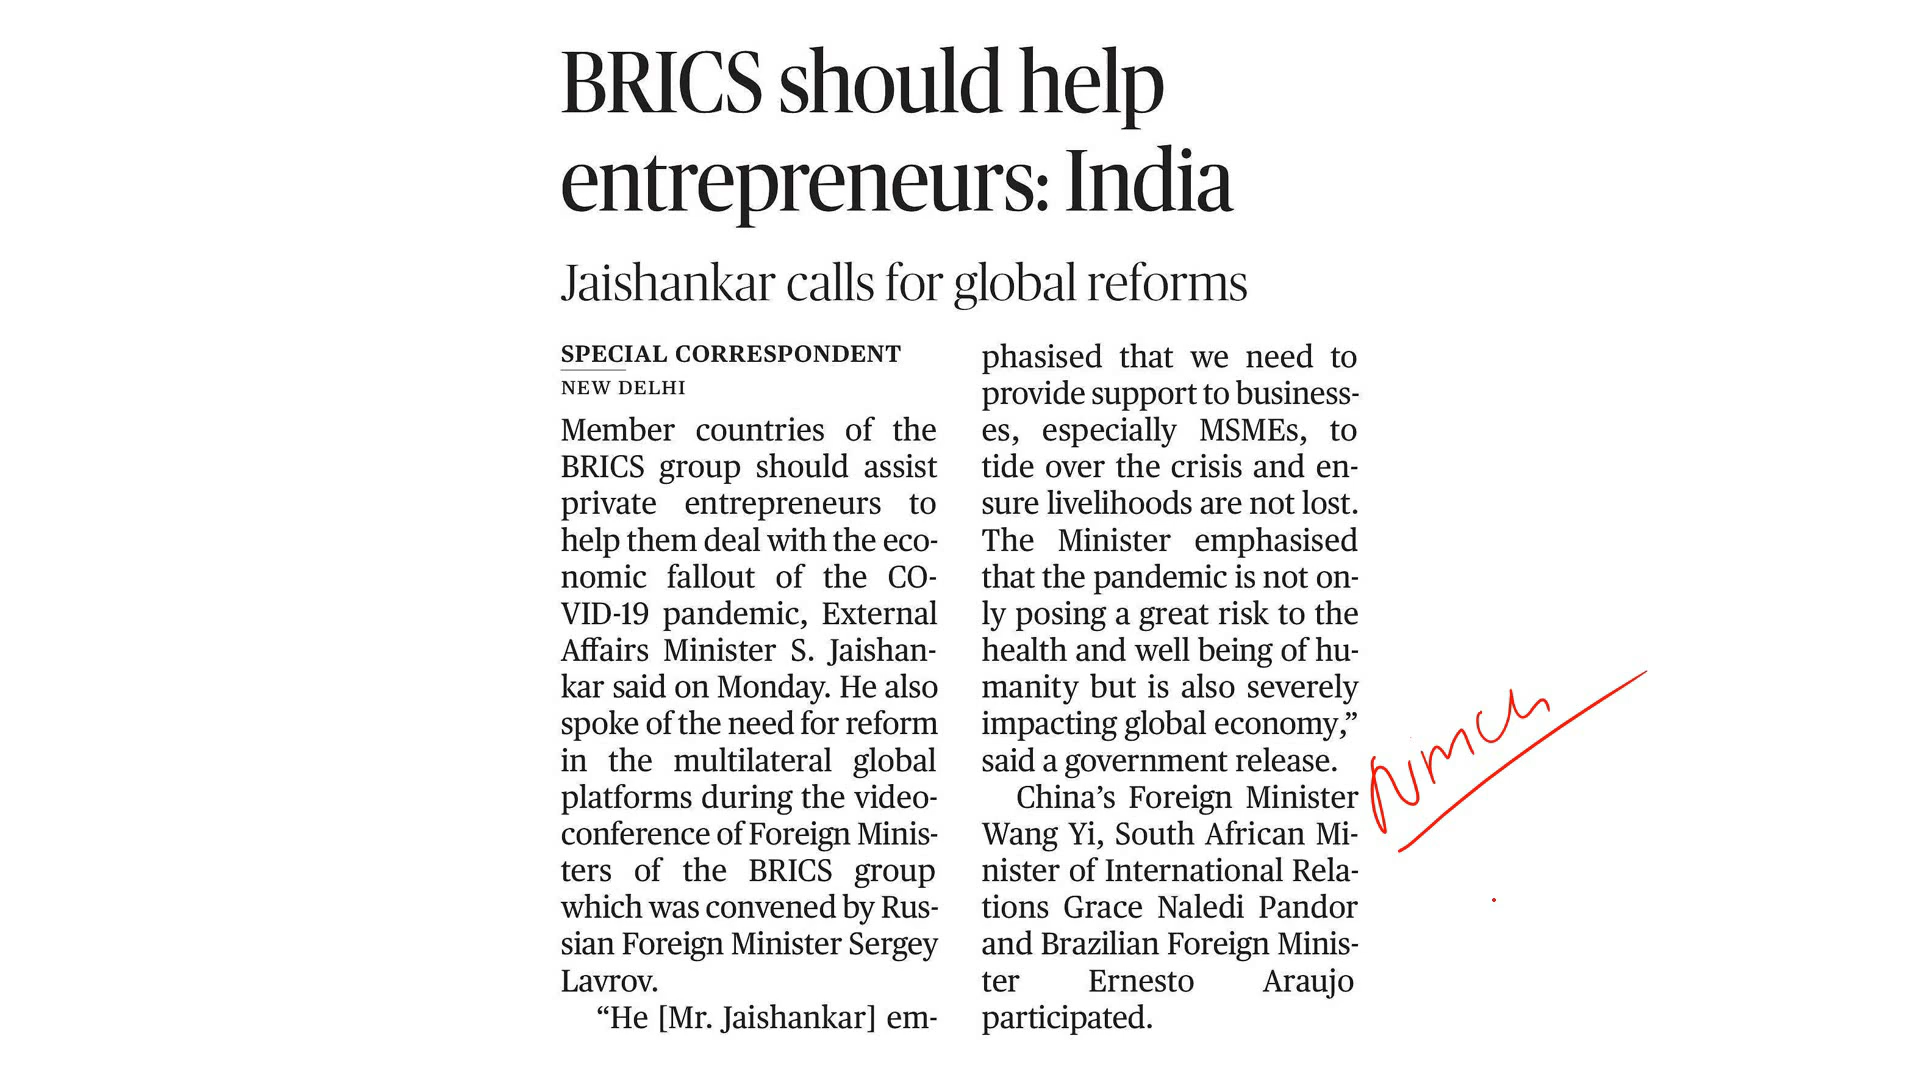 BRICS should help
entrepreneurs: India
Jaishankar calls for global reforms
SPECIAL CORRESPONDENT
NEW DELHI
Member countries of the
BRICS group should assist
private entrepreneurs to
help them deal with the eco-
nomic fallout of the CO-
VID-19 pandemic, External
Affairs Minister S. Jaishan-
kar said on Monday. He also
spoke of the need for reform
in the multilateral global
platforms during the video-
conference of Foreign Minis-
ters of the BRICS group
which was convened by Rus-
sian Foreign Minister Sergey
Lavrov.
“He [Mr. Jaishankar] em-
phasised that we need to
provide support to business-
es, especially MSMEs, to
tide over the crisis and en-
sure livelihoods are not lost.
The Minister emphasised
that the pandemic is not on-
ly posing a great risk to the
health and well being of hu-
manity but is also severely
impacting global economy,”
said a government release.
China’s Foreign Minister
Wang Yi, South African Mi-
nister of International Rela-
tions Grace Naledi Pandor
and Brazilian Foreign Minis-
ter Ernesto Araujo
participated.